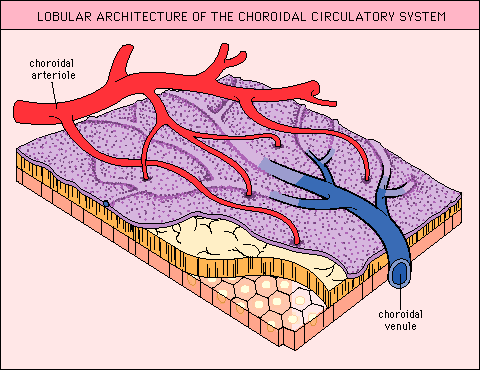 LOBULAR ARCHITECTURE OF THE CHOROIDAL CIRCULATORY SYSTEM
choroidal
arteriole
choroidal
venule